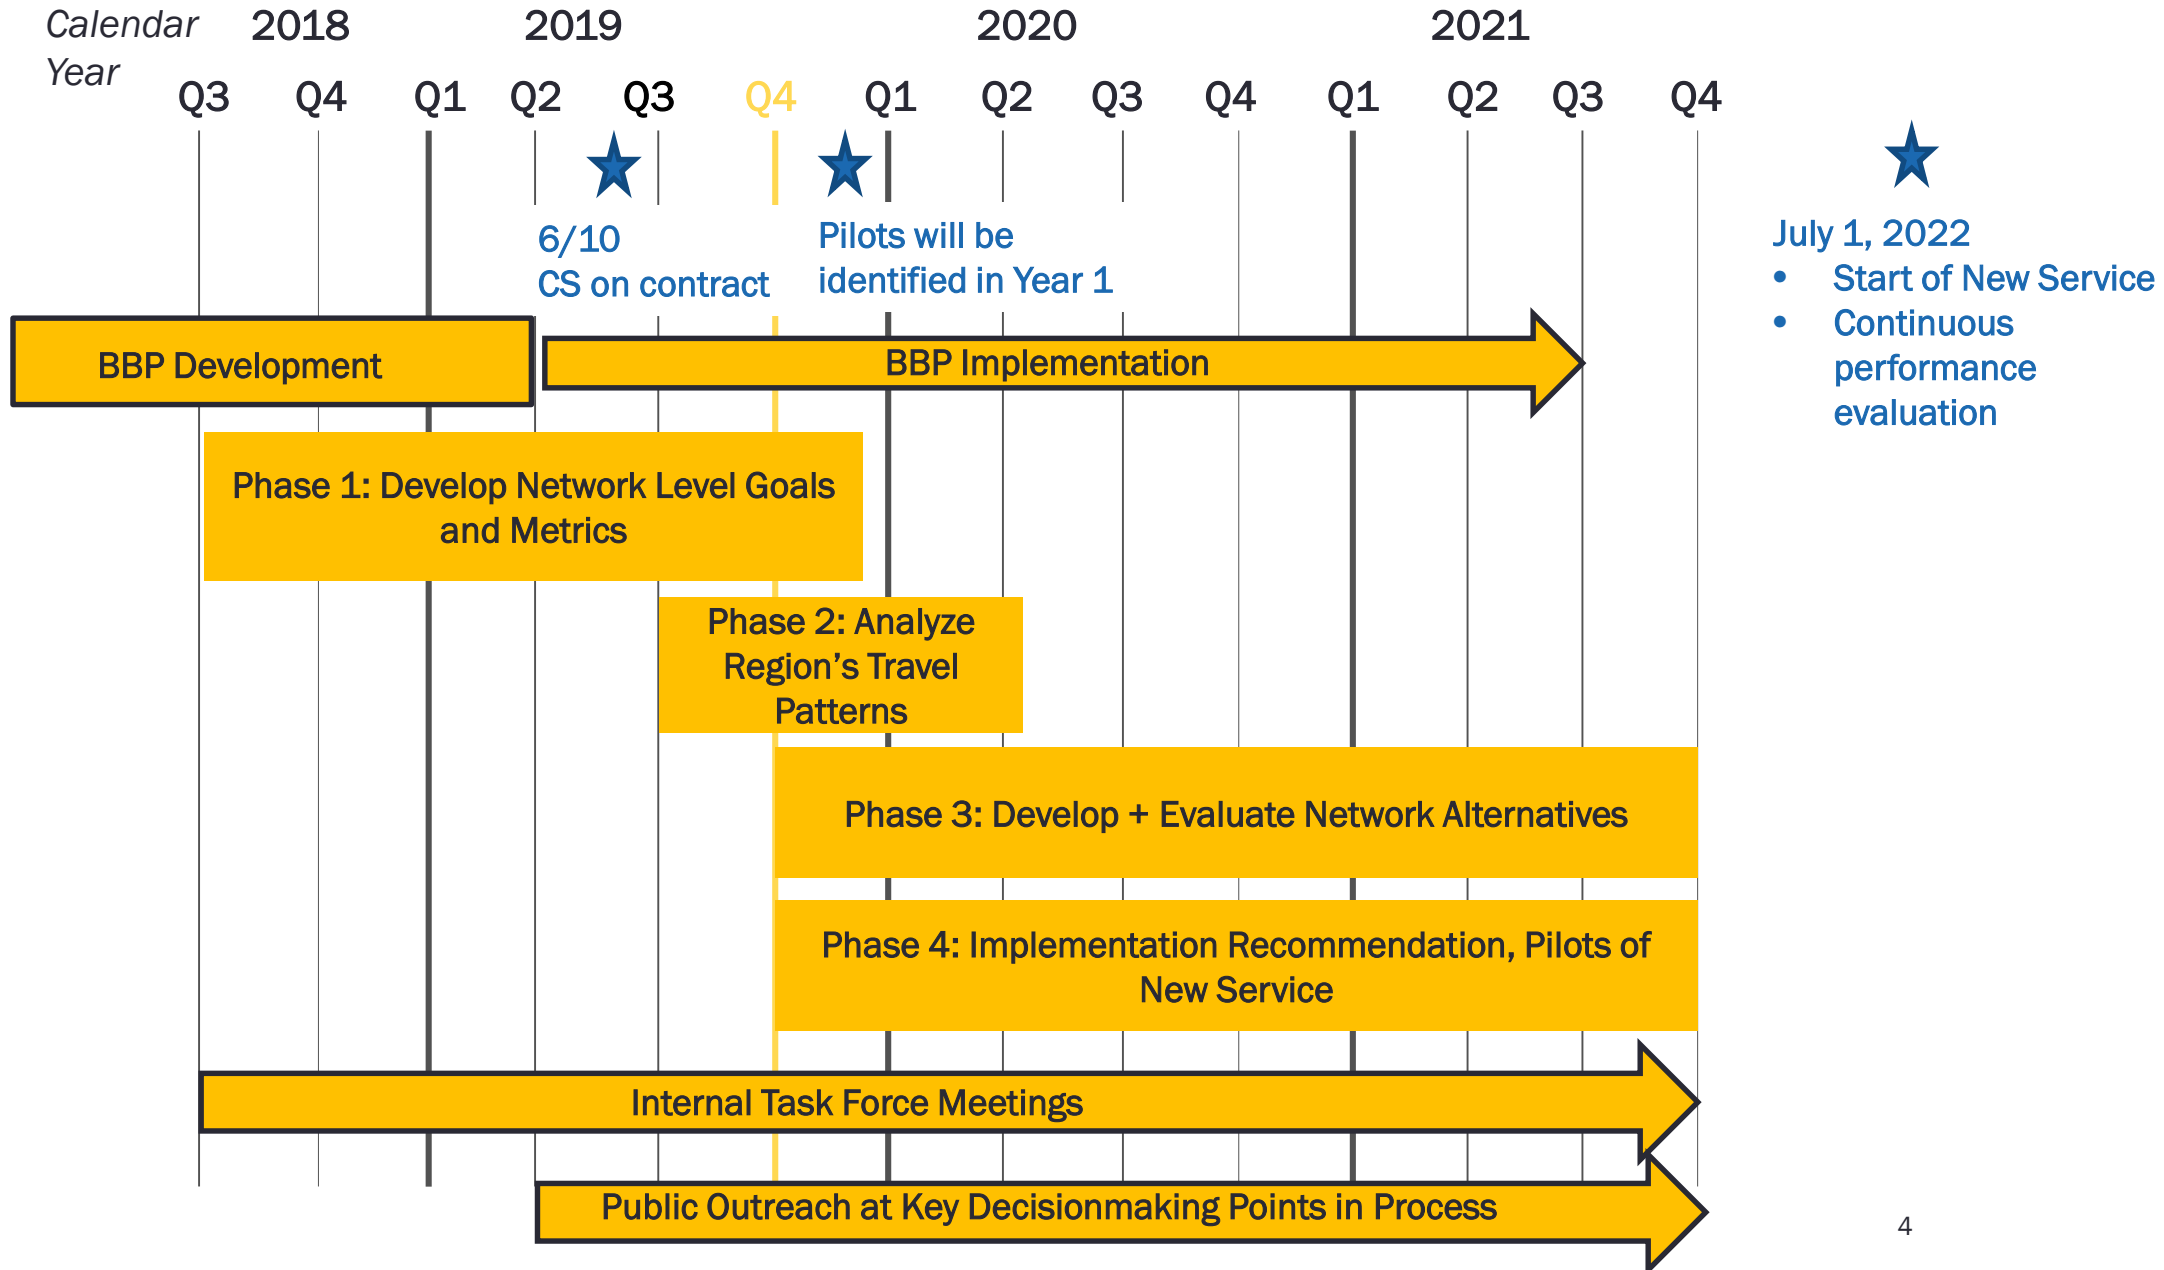 Calendar 2018 2019 2020 2021
Year
Q3 Q4 Q1 Q2 Q3 Q4 Q1 Q2 Q3 Q4 Q1 Q2 Q3 Q4
6/10
CS on contract
Pilots will be
identified in Year 1
July 1, 2022
• Start of New Service
• Continuous
performance
evaluation
BBP Development
BBP Implementation
Phase 1: Develop Network Level Goals
and Metrics
Phase 2: Analyze
Region’s Travel
Patterns
Phase 3: Develop + Evaluate Network Alternatives
Phase 4: Implementation Recommendation, Pilots of
New Service
Internal Task Force Meetings
Public Outreach at Key Decisionmaking Points in Process
4